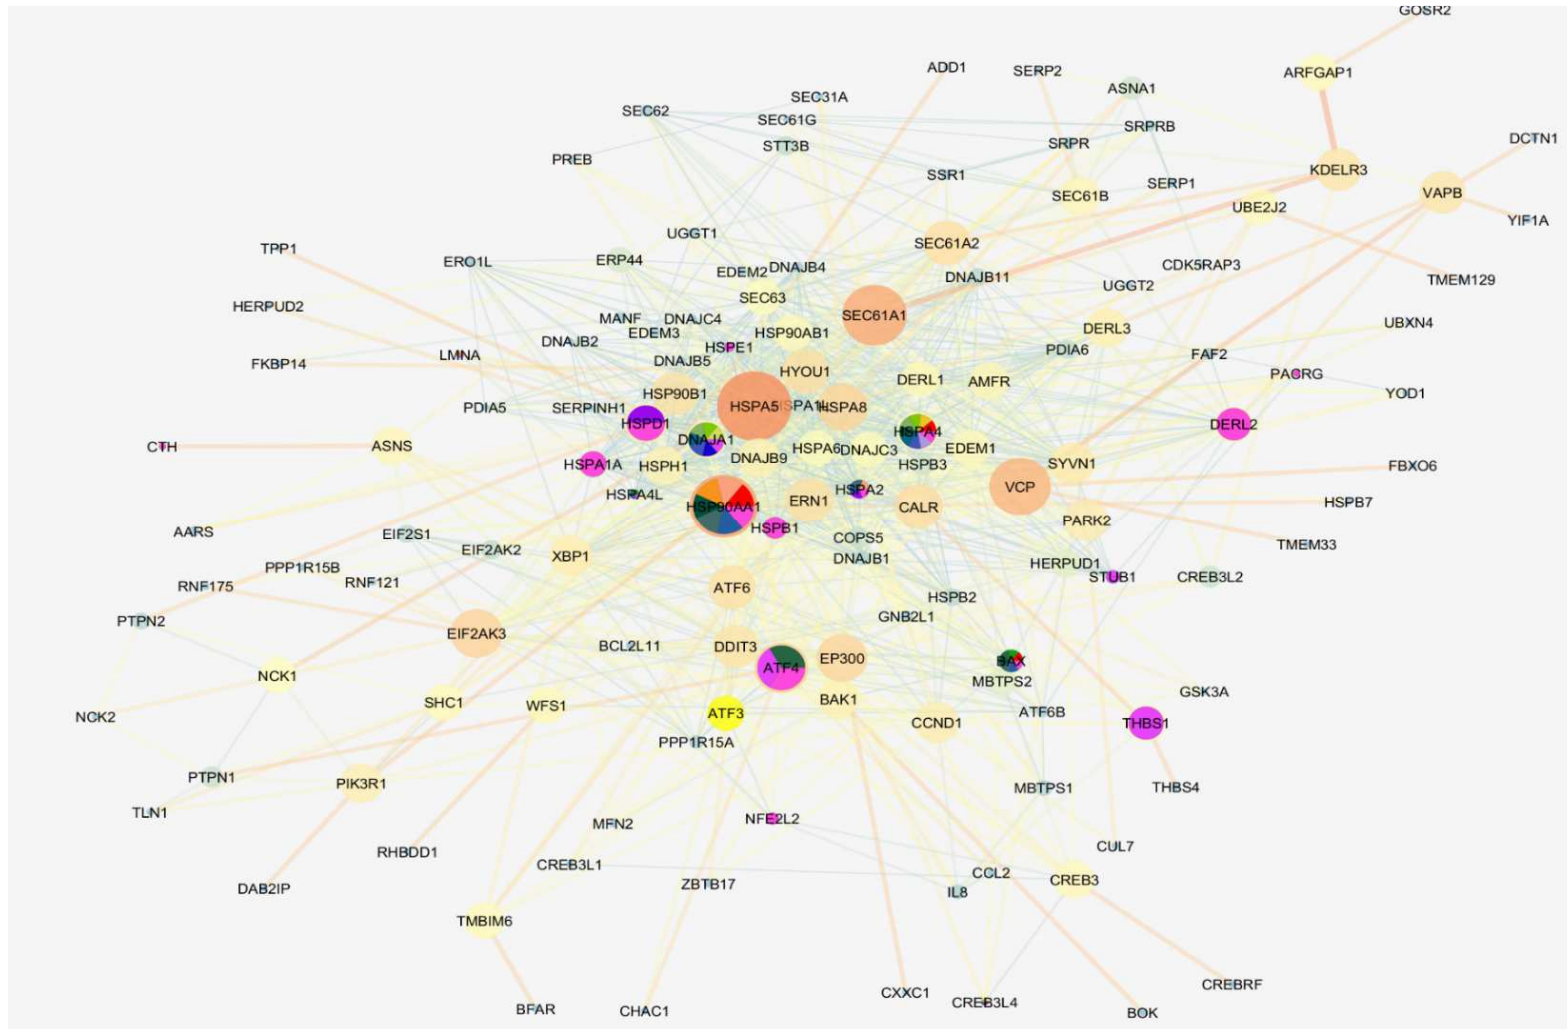 GOSR2
ADD1
SERP2
ARFGAP1
ASNA1
SEC31A
SEC62
SEC61G
SRPRB
STT3B
SRPR
DCTN1
PREB
KDELR3
SSR1
SERP1
VAPB
SEC61B
UBE2J2
YIF1A
UGGT1
SEC61A2
TPP1
ERP44
ERO1L
DNAJB4
CDK5RAP3
EDEM2
DNAJB11
TMEM129
UGGT2
SEC63
HERPUD2
SEC61A1
MANF
DNAJC4
UBXN4
DERL3
EDEM3
HSP90AB1
DNAJB2
HSPE1
PDIA6
LMNA
FAF2
DNAJB5
FKBP14
HYOU1
PACRG
DERL1
AMFR
HSP90B1
YOD1
PDIA5
SERPINH1
HSPA5
HSPA8
HSPD1
DERL2
HSPA4
DNAJA1
CTH
ASNS
HSPA6
DNAJC3
EDEM1
DNAJB9
HSPA1A
HSPH1
HSPB3
SYVN1
FBXO6
VCP
HSPA2
HSPA4L
ERN1
HSPB7
HSP90AA1
CALR
PARK2
HSPB1
AARS
EIF2S1
COPS5
TMEM33
EIF2AK2
XBP1
DNAJB1
HERPUD1
PPP1R15B
STUB1
CREB3L2
RNF121
RNF175
ATF6
HSPB2
GNB2L1
PTPN2
EIF2AK3
BCL2L11
DDIT3
EP300
BAX
ATF4
NCK1
MBTPS2
GSK3A
BAK1
SHC1
WFS1
ATF3
ATF6B
NCK2
CCND1
THBS1
PPP1R15A
PTPN1
PIK3R1
MBTPS1
THBS4
TLN1
NFE2L2
MFN2
CUL7
RHBDD1
CREB3L1
CCL2
CREB3
ZBTB17
DAB2IP
IL8
TMBIM6
CREBRF
CXXC1
CREB3L4
BFAR
CHAC1
BOK